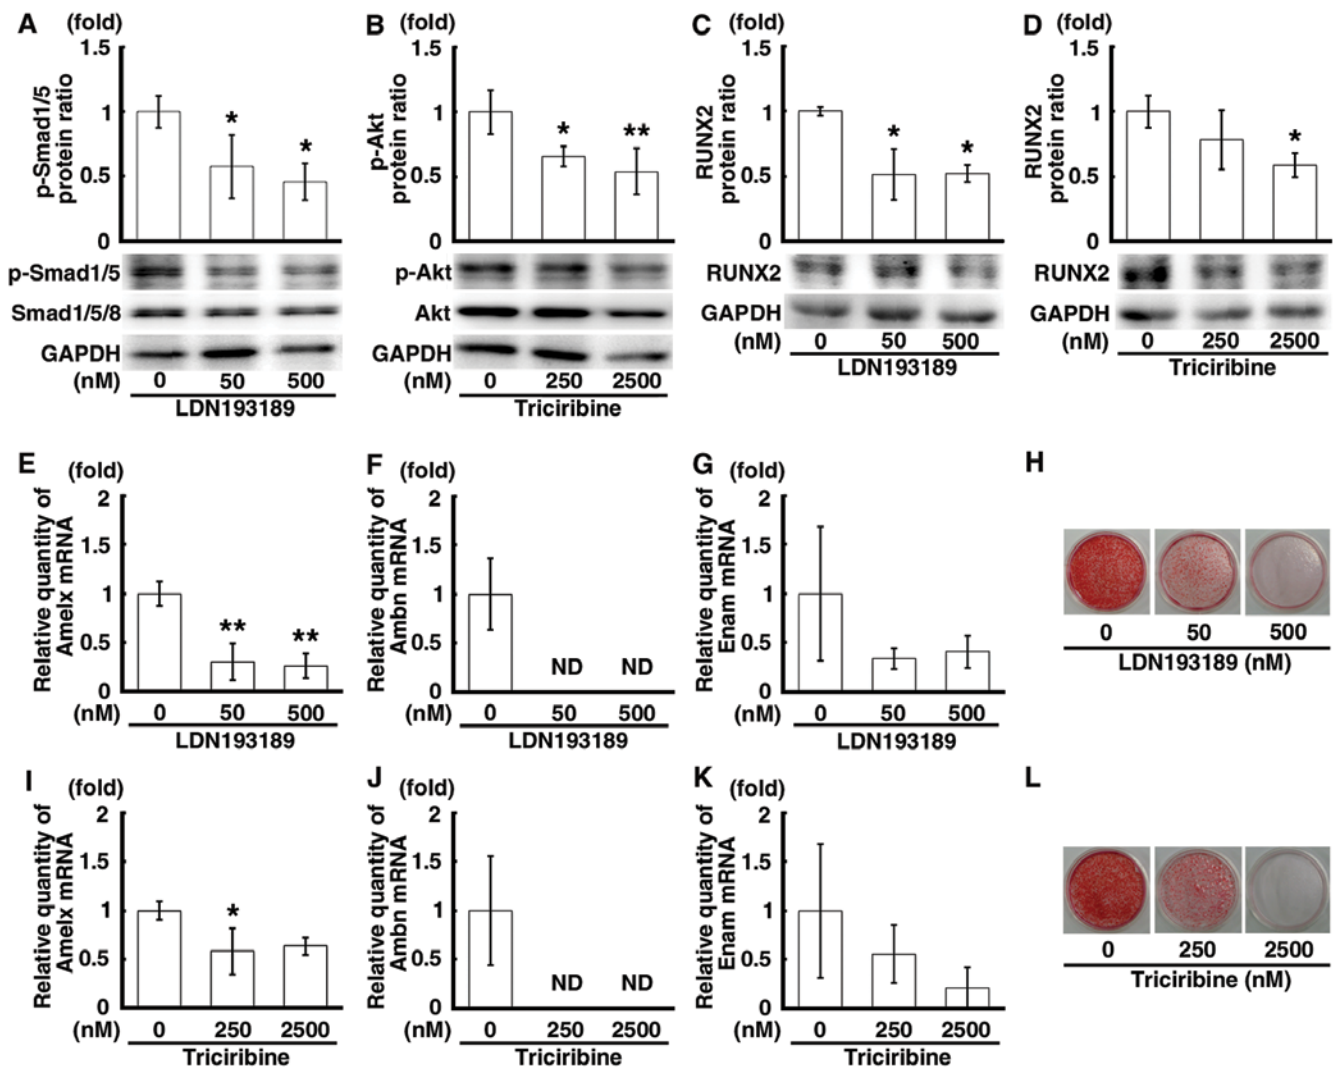 A (fold)
p-Smad1/5
protein ratio
1.5
1
0.5
0
*
*
p-Smad1/5
Smad1/5/8
GAPDH
(nM) 0 50 500
LDN193189
B (fold)
p-Akt
protein ratio
1.5
1
0.5
0
*
**
p-Akt
Akt
GAPDH
(nM) 0 250 2500
Triciribine
C (fold)
RUNX2
protein ratio
1.5
1
0.5
0
*
*
RUNX2
GAPDH
(nM) 0 50 500
LDN193189
D (fold)
RUNX2
protein ratio
1.5
1
0.5
0
*
RUNX2
GAPDH
(nM) 0 250 2500
Triciribine
E (fold)
Relative quantity of
Amelx mRNA
2
1.5
1
0.5
0
**
**
(nM) 0 50 500
LDN193189
F (fold)
Relative quantity of
Ambn mRNA
2
1.5
1
0.5
0
ND ND
(nM) 0 50 500
LDN193189
G (fold)
Relative quantity of
Enam mRNA
2
1.5
1
0.5
0
(nM) 0 50 500
LDN193189
H
0 50 500
LDN193189 (nM)
I (fold)
Relative quantity of
Amelx mRNA
2
1.5
1
0.5
0
*
(nM) 0 250 2500
Triciribine
J (fold)
Relative quantity of
Ambn mRNA
2
1.5
1
0.5
0
ND ND
(nM) 0 250 2500
Triciribine
K (fold)
Relative quantity of
Enam mRNA
2
1.5
1
0.5
0
(nM) 0 250 2500
Triciribine
L
0 250 2500
Triciribine (nM)